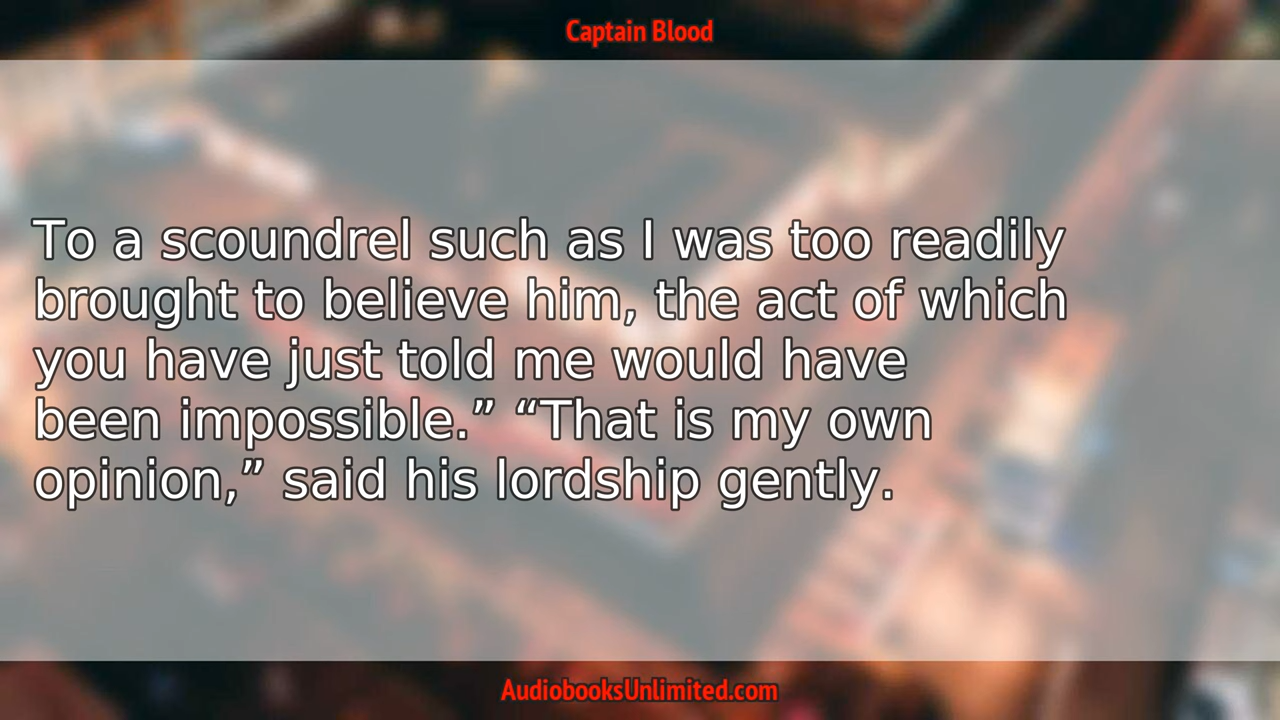 Captain Blood
To a scoundrel such as I was too readily
brought to believe him, the act of which
you have just told me would have
been impossible.” “That is my own
opinion,” said his lordship gently.
AudiobooksUnlimited.com